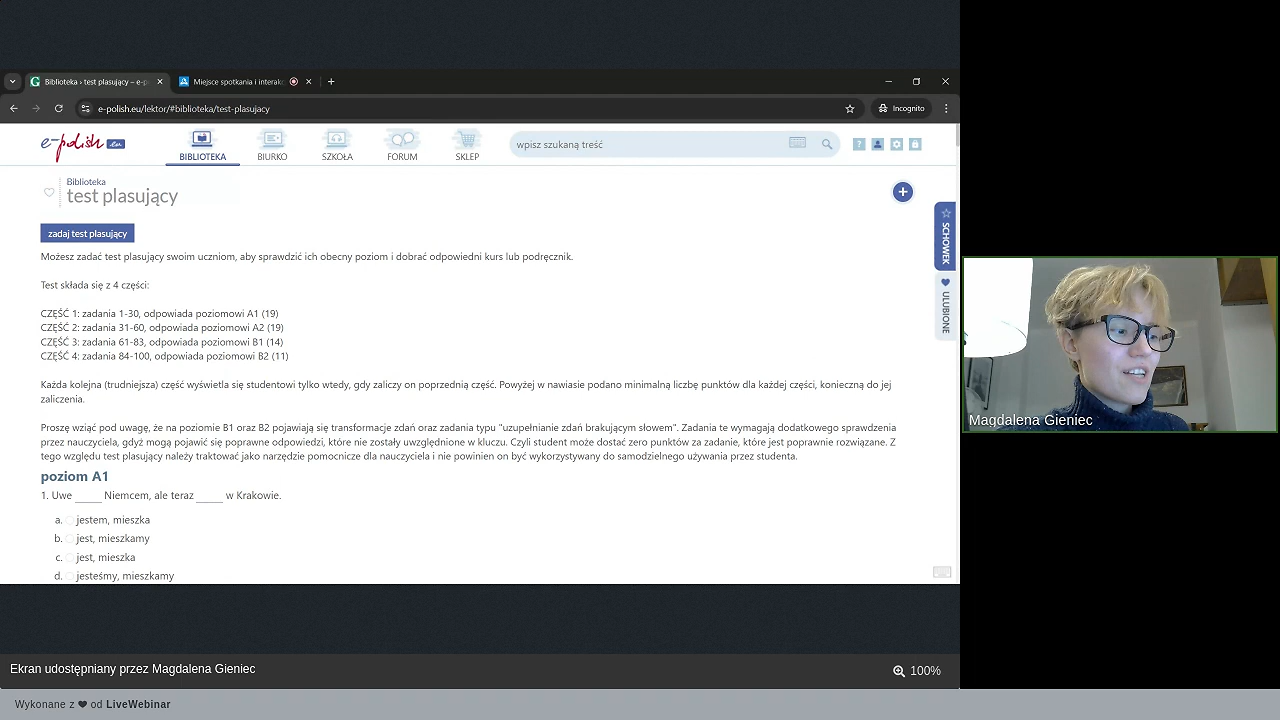 Biblioteka › test plasujący – e-p
Miejsce spotkania i interak
e-polish.eu/lektor/#biblioteka/test-plasujacy
Incognito
e-polish .eu
BIBLIOTEKA
BIURKO
SZKOŁA
FORUM
SKLEP
wpisz szukaną treść
?
Biblioteka
test plasujący
+
SCHOWEK
ULUBIONE
zadaj test plasujący
Możesz zadać test plasujący swoim uczniom, aby sprawdzić ich obecny poziom i dobrać odpowiedni kurs lub podręcznik.
Test składa się z 4 części:
CZĘŚĆ 1: zadania 1-30, odpowiada poziomowi A1 (19)
CZĘŚĆ 2: zadania 31-60, odpowiada poziomowi A2 (19)
CZĘŚĆ 3: zadania 61-83, odpowiada poziomowi B1 (14)
CZĘŚĆ 4: zadania 84-100, odpowiada poziomowi B2 (11)
Każda kolejna (trudniejsza) część wyświetla się studentowi tylko wtedy, gdy zaliczy on poprzednią część. Powyżej w nawiasie podano minimalną liczbę punktów dla każdej części, konieczną do jej
zaliczenia.
Proszę wziąć pod uwagę, że na poziomie B1 oraz B2 pojawiają się transformacje zdań oraz zadania typu "uzupełnianie zdań brakującym słowem". Zadania te wymagają dodatkowego sprawdzenia
przez nauczyciela, gdyż mogą pojawić się poprawne odpowiedzi, które nie zostały uwzględnione w kluczu. Czyli student może dostać zero punktów za zadanie, które jest poprawnie rozwiązane. Z
tego względu test plasujący należy traktować jako narzędzie pomocnicze dla nauczyciela i nie powinien on być wykorzystywany do samodzielnego używania przez studenta.
poziom A1
1. Uwe _____ Niemcem, ale teraz _____ w Krakowie.
a. jestem, mieszka
b. jest, mieszkamy
c. jest, mieszka
d. jesteśmy, mieszkamy
Magdalena Gieniec
Ekran udostępniany przez Magdalena Gieniec
100%
Wykonane z ❤ od LiveWebinar